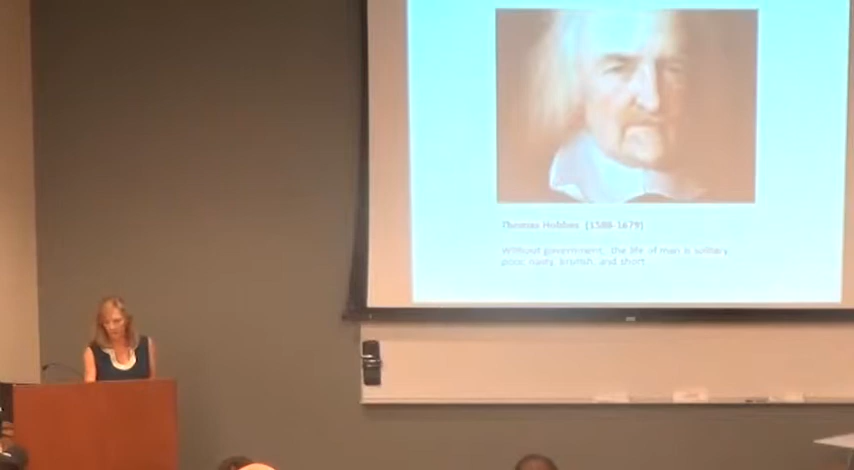 Thomas Hobbes (1588-1679)
Without government, the life of man is solitary,
poor, nasty, brutish, and short